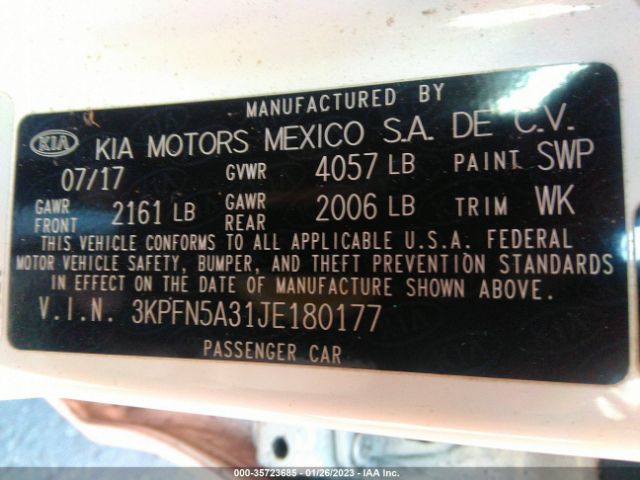 MANUFACTURED BY
KIA KIA MOTORS MEXICO S.A. DE C.V.
07/17 GVWR 4057 LB PAINT SWP
GAWR FRONT 2161 LB GAWR REAR 2006 LB TRIM WK
THIS VEHICLE CONFORMS TO ALL APPLICABLE U.S.A. FEDERAL
MOTOR VEHICLE SAFETY, BUMPER, AND THEFT PREVENTION STANDARDS
IN EFFECT ON THE DATE OF MANUFACTURE SHOWN ABOVE.
V.I.N. 3KPFN5A31JE180177
PASSENGER CAR
000-35723685 - 01/26/2023 - IAA Inc.